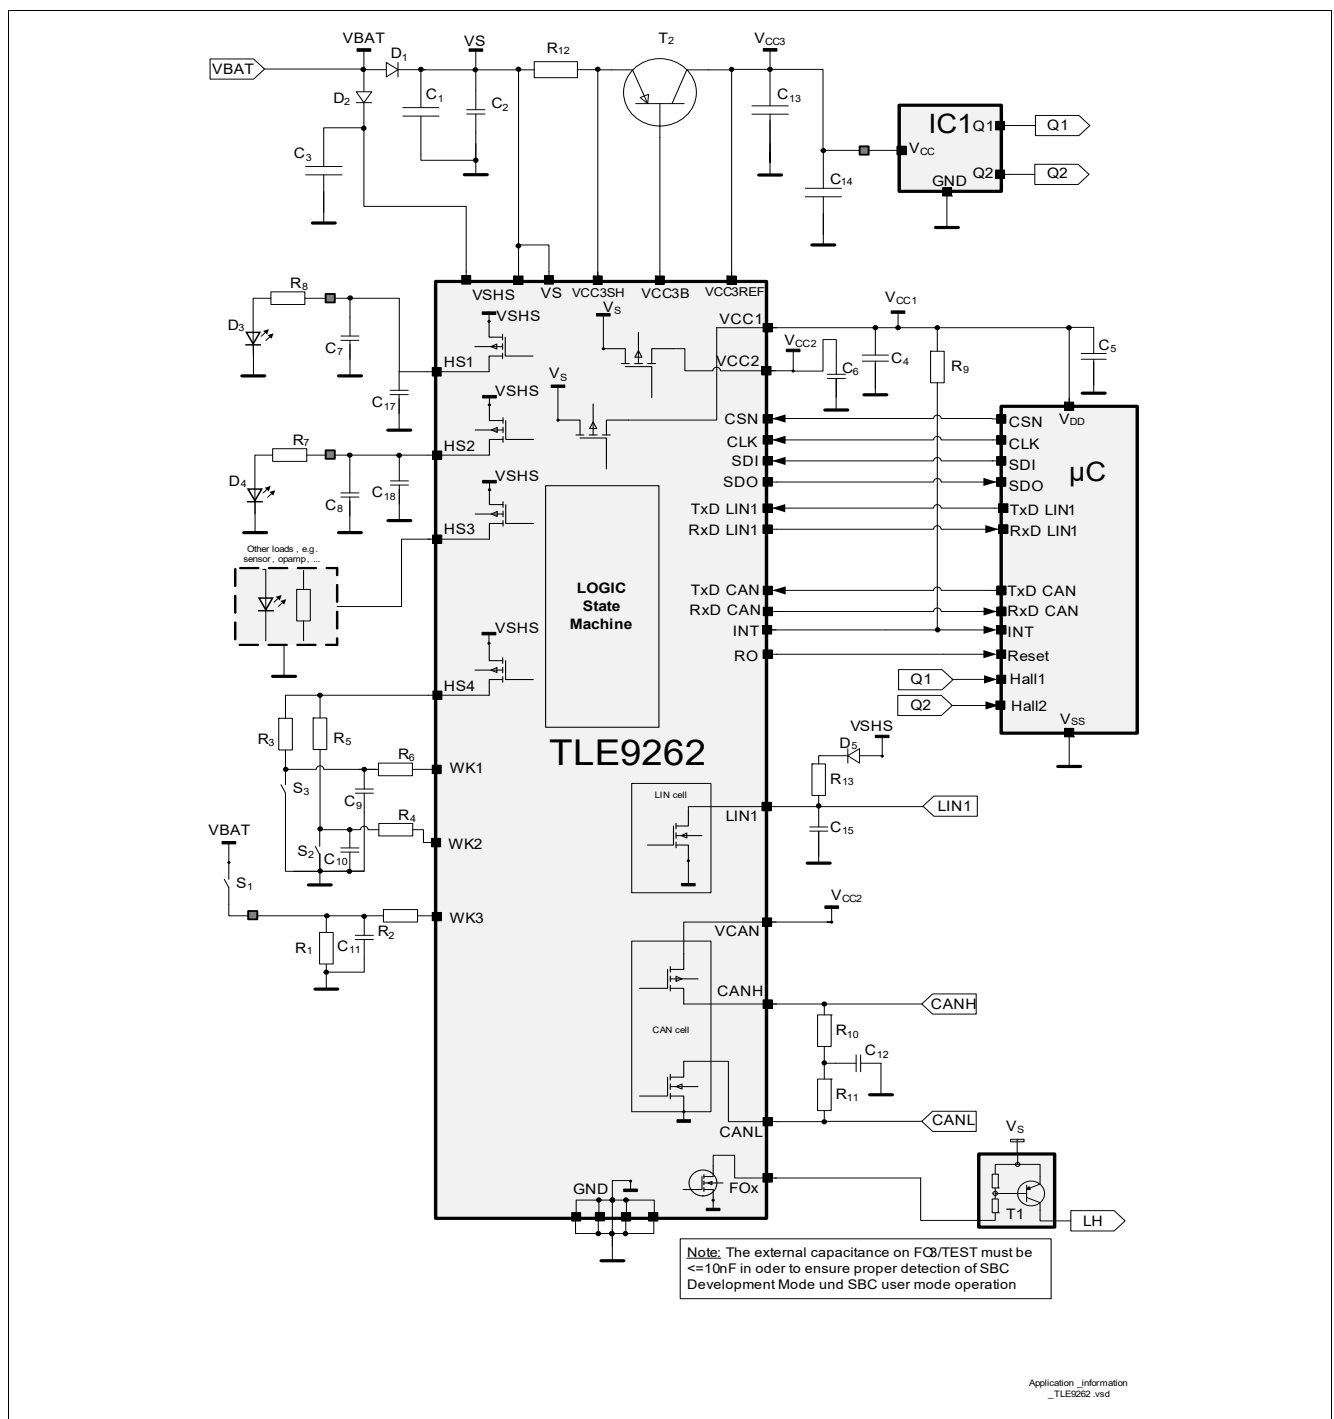 VBAT
VBAT
D1
VS
R12
T2
VCC3
D2
C1
C2
C13
C3
C14
IC1
Q1
Q1
VCC
Q2
Q2
GND
VSHS
VS
VCC3SH
VCC3B
VCC3REF
R8
D3
C7
C17
HS1
VSHS
VS
VS
VCC1
VCC2
VCC2
C6
VCC1
C4
R9
C5
R7
D4
C8
C18
HS2
VSHS
HS3
VSHS
CSN
CLK
SDI
SDO
TxD LIN1
RxD LIN1
TxD CAN
RxD CAN
INT
RO
VDD
CSN
CLK
SDI
SDO
µC
TxD LIN1
RxD LIN1
TxD CAN
RxD CAN
INT
Reset
Q1
Hall1
Q2
Hall2
VSS
Other loads , e.g.
sensor , opamp , ...
LOGIC
State
Machine
VSHS
HS4
TLE9262
R3
R5
R6
WK1
S3
C9
R4
WK2
S2
C10
VBAT
S1
R1
C11
R2
WK3
VSHS
D5
R13
LIN cell
LIN1
LIN1
C15
VCC2
VCAN
CAN cell
CANH
CANH
R10
C12
R11
CANL
CANL
VS
GND
FOx
T1
LH
Note: The external capacitance on FO3/TEST must be
<=10nF in oder to ensure proper detection of SBC
Development Mode und SBC user mode operation
Application _information
_TLE9262 .vsd